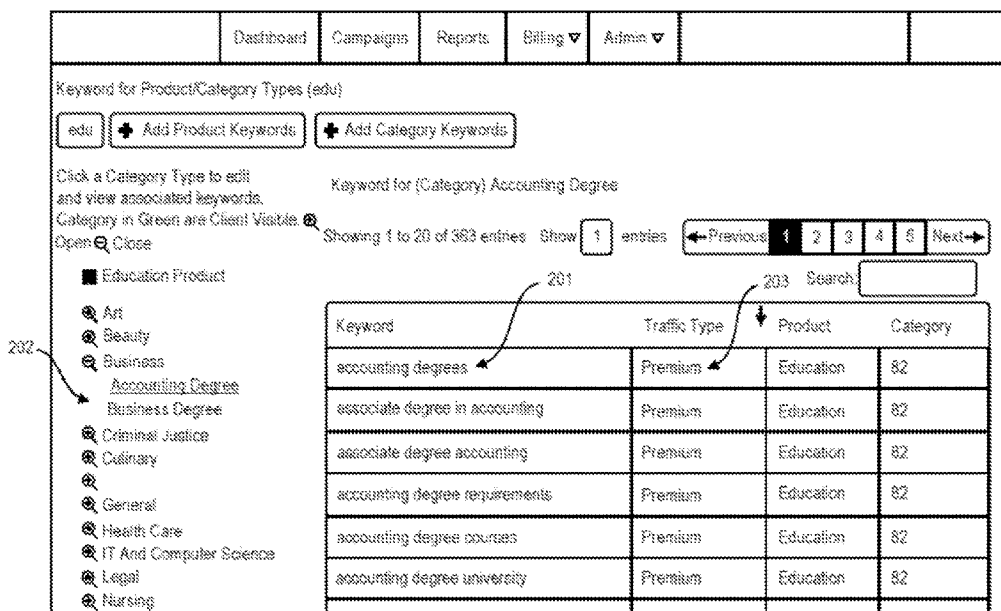 Dashboard Campaigns Reports Billing Admin
Keyword for Product/Category Types (edu)
edu Add Product Keywords Add Category Keywords
Click a Category Type to edit
and view associated keywords.
Category in Green are Client Visible.
Open Close
Keyword for (Category) Accounting Degree
Showing 1 to 20 of 363 entries Show 1 entries Previous 1 2 3 4 5 Next
Search
Education Product
Art
Beauty
Business
Accounting Degree
Business Degree
Criminal Justice
Culinary
General
Health Care
IT And Computer Science
Legal
Nursing
201
202
203
Keyword Traffic Type Product Category
accounting degrees Premium Education 82
associate degree in accounting Premium Education 82
associate degree accounting Premium Education 82
accounting degree requirements Premium Education 82
accounting degree courses Premium Education 82
accounting degree university Premium Education 82